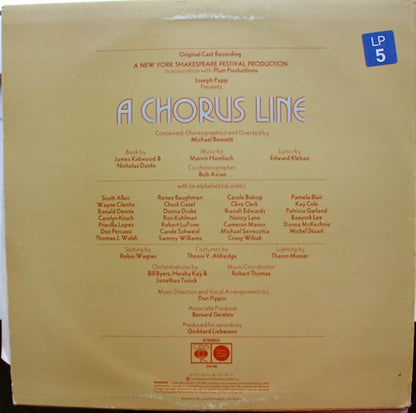 LP
5
Original Cast Recording
A NEW YORK SHAKESPEARE FESTIVAL PRODUCTION
in association with Plum Productions
Joseph Papp
Presents
A CHORUS LINE
Conceived, Choreographed and Directed by
Michael Bennett
Book by
James Kirkwood &
Nicholas Dante
Music by
Marvin Hamlisch
Lyrics by
Edward Kleban
Co-choreographer
Bob Avian
with (in alphabetical order)
Scott Allen Renee Baughman Carole Bishop Pamela Blair
Wayne Cilento Chuck Cissel Clive Clerk Kay Cole
Ronald Dennis Donna Drake Brandt Edwards Patricia Garland
Carolyn Kirsch Ron Kuhlman Nancy Lane Baayork Lee
Priscilla Lopez Robert LuPone Cameron Mason Donna McKechnie
Don Percassi Carole Schweid Michael Serrecchia Michel Stuart
Thomas J. Walsh Sammy Williams Crissy Wilzak
Setting by
Robin Wagner
Costumes by
Theoni V. Aldredge
Lighting by
Tharon Musser
Orchestrations by
Bill Byers, Hershy Kay &
Jonathan Tunick
Music Coordinator
Robert Thomas
Music Direction and Vocal Arrangements by
Don Pippin
Associate Producer
Bernard Gersten
Produced for records by
Goddard Lieberson
STEREO
CBS
70149